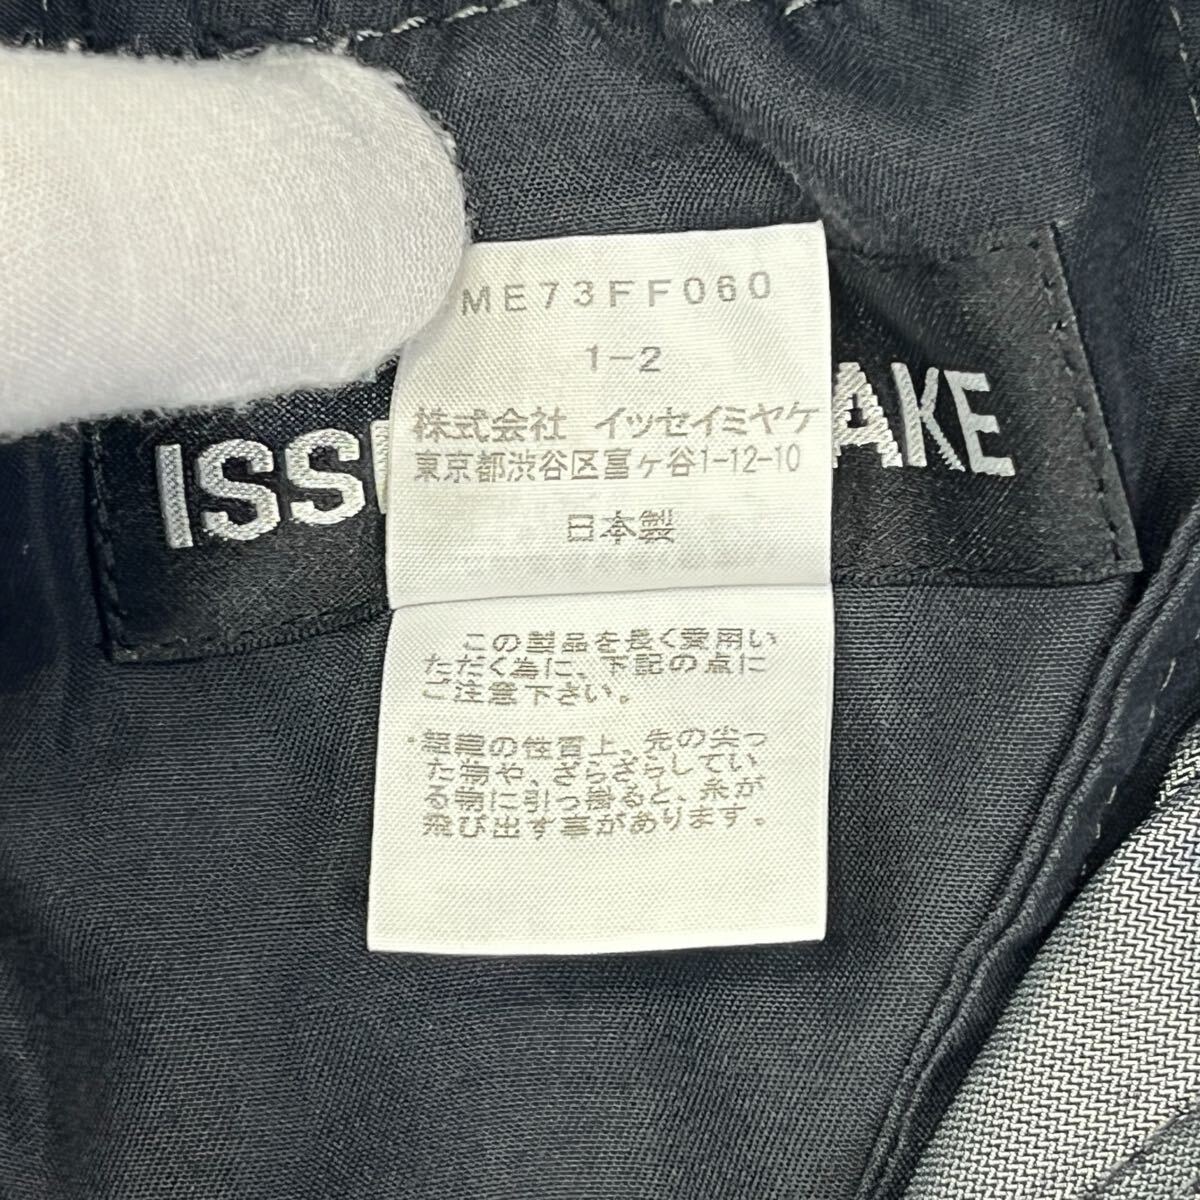 ME73FF060
1-2
株式会社 イッセイミヤケ
東京都渋谷区富ヶ谷1-12-10
日本製
ISS AKE
この製品を長く愛用い
ただく為に、下記の点に
ご注意下さい。
・組織の性質上、先の尖っ
た物や、ざらざらしてい
る物に引っ掛ると、糸が
飛び出す事があります。